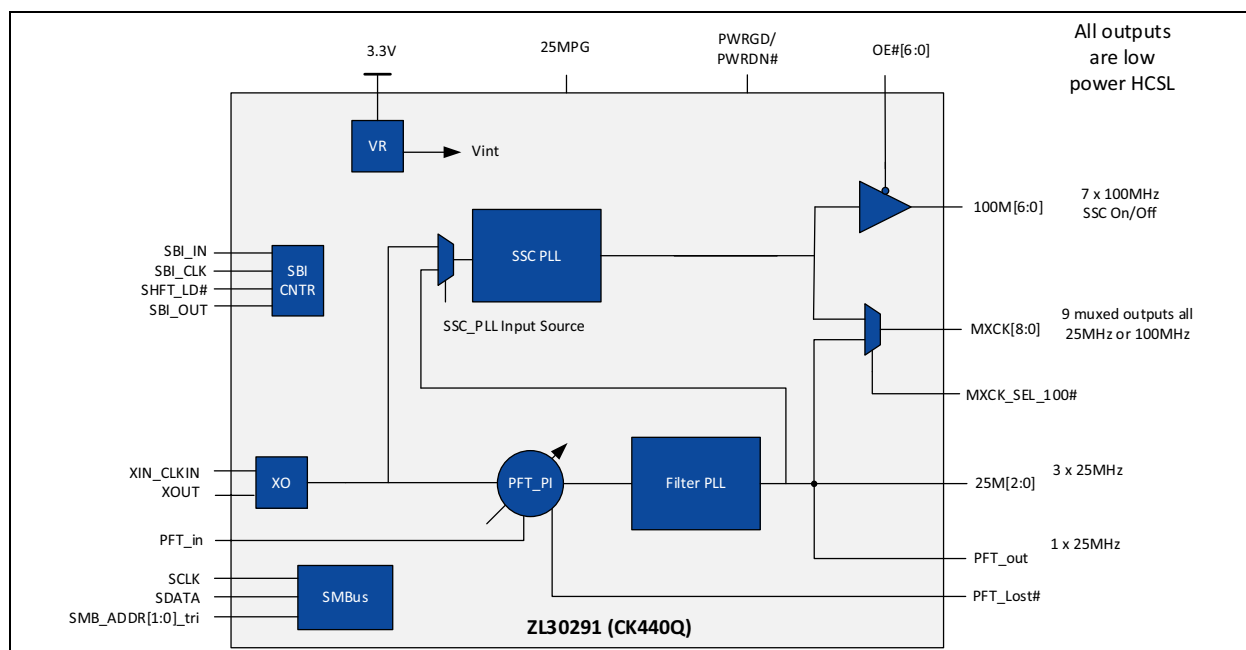 All outputs
are low
power HCSL
3.3V
25MPG
PWRGD/
PWRDN#
OE#[6:0]
VR
Vint
100M[6:0]
7 x 100MHz
SSC On/Off
SBI_IN
SBI_CLK
SHFT_LD#
SBI_OUT
SBI
CNTR
SSC PLL
SSC_PLL Input Source
MXCK[8:0]
9 muxed outputs all
25MHz or 100MHz
MXCK_SEL_100#
XIN_CLKIN
XOUT
XO
PFT_PI
Filter PLL
25M[2:0]
3 x 25MHz
PFT_in
PFT_out
1 x 25MHz
SCLK
SDATA
SMB_ADDR[1:0]_tri
SMBus
PFT_Lost#
ZL30291 (CK440Q)